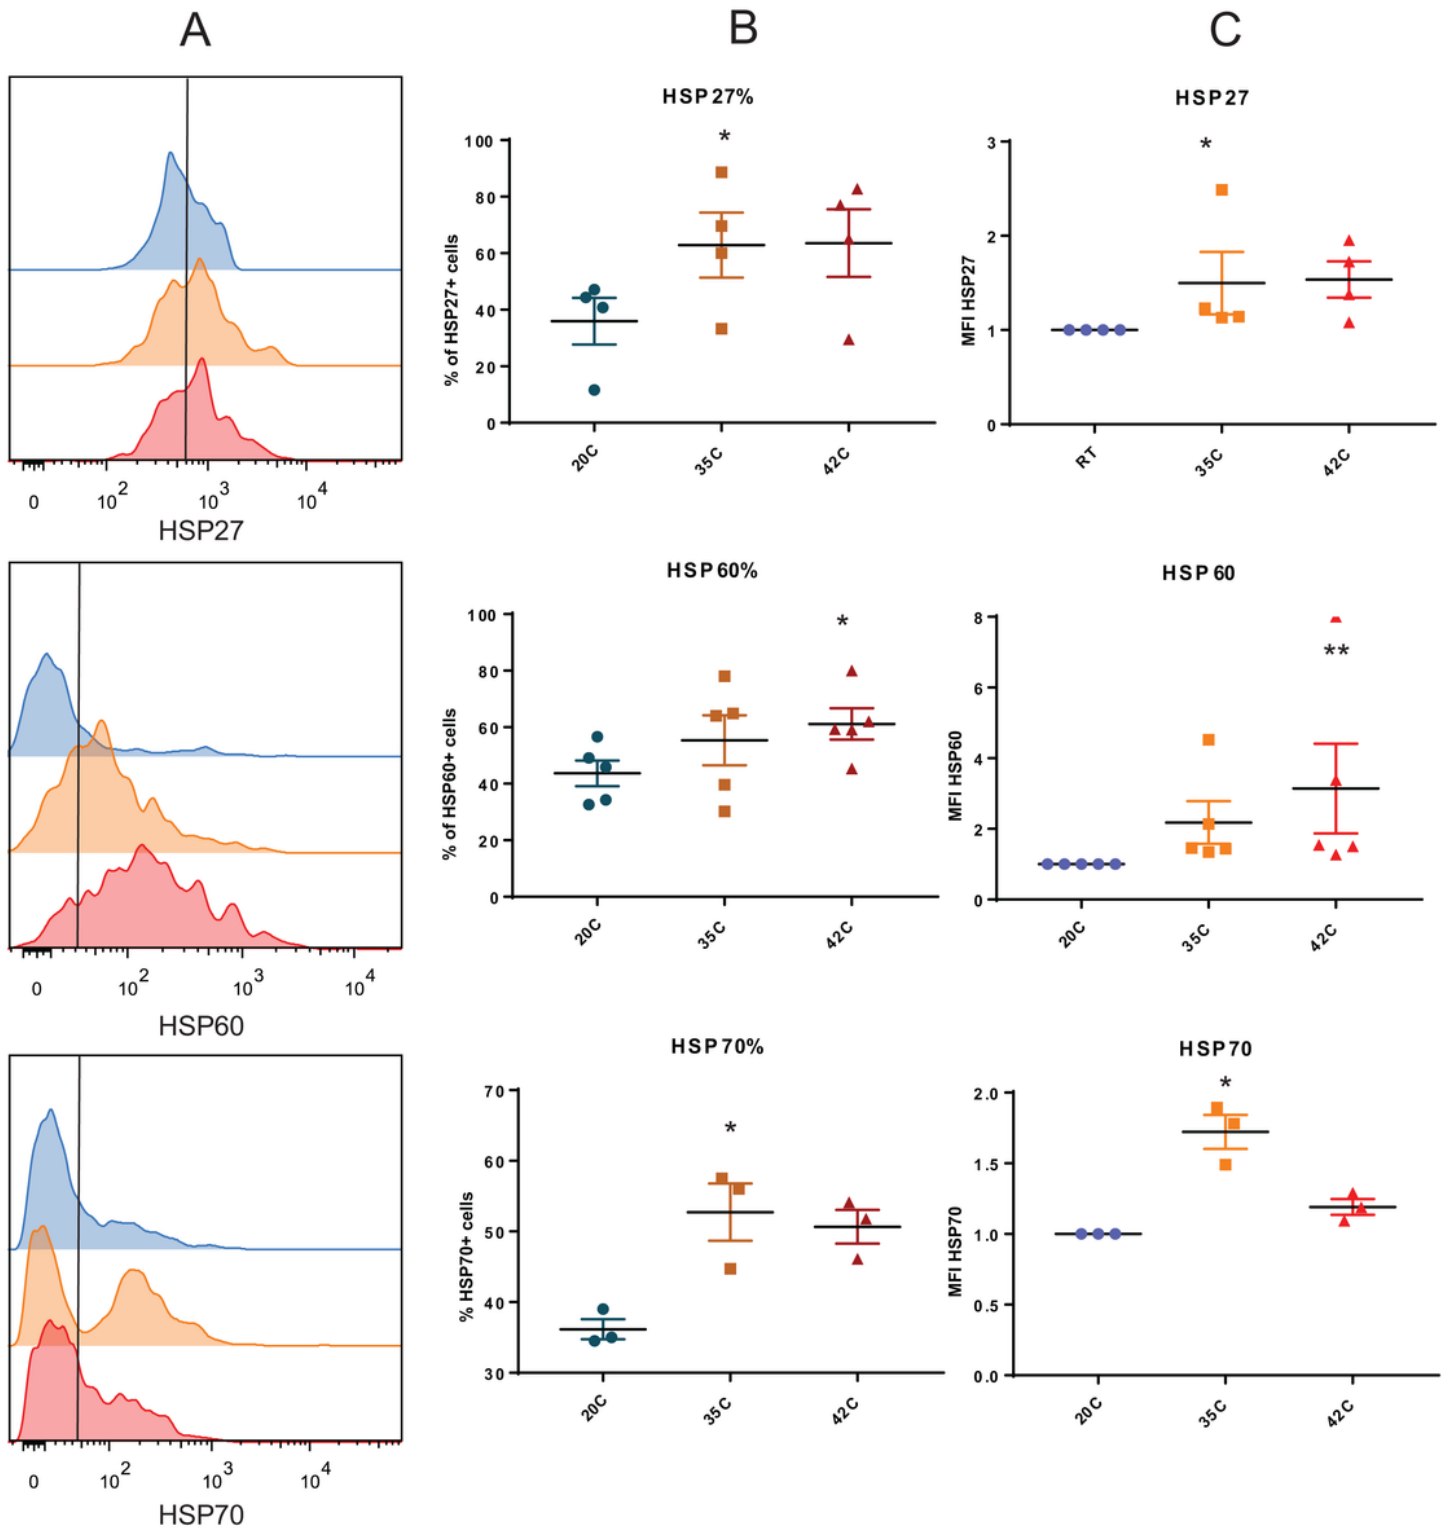 A
B
C
HSP27%
HSP27
*
*
100
80
60
40
20
0
% of HSP27+ cells
20C
35C
42C
3
2
1
0
MFI HSP27
RT
35C
42C
0
10^2
10^3
10^4
HSP27
HSP60%
HSP60
*
**
100
80
60
40
20
0
% of HSP60+ cells
20C
35C
42C
8
6
4
2
0
MFI HSP60
20C
35C
42C
0
10^2
10^3
10^4
HSP60
HSP70%
HSP70
*
*
70
60
50
40
30
% HSP70+ cells
20C
35C
42C
2.0
1.5
1.0
0.5
0.0
MFI HSP70
20C
35C
42C
0
10^2
10^3
10^4
HSP70